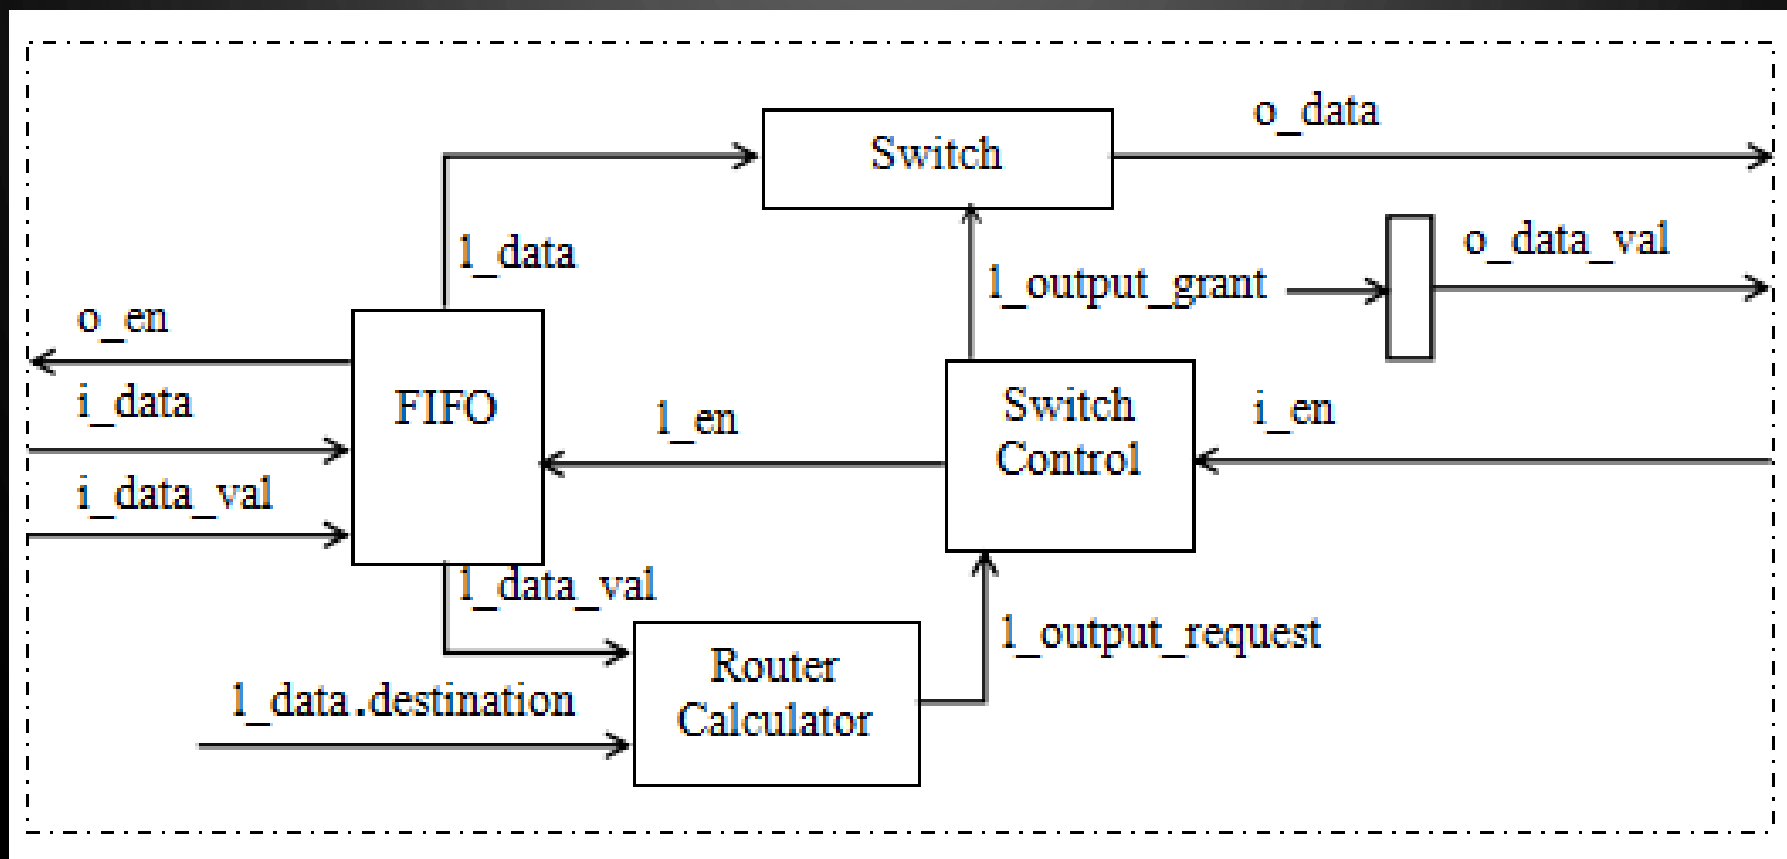 o_data
Switch
o_data_val
l_data
l_output_grant
o_en
i_data
FIFO
l_en
Switch
Control
i_en
i_data_val
l_data_val
l_output_request
Router
Calculator
l_data.destination